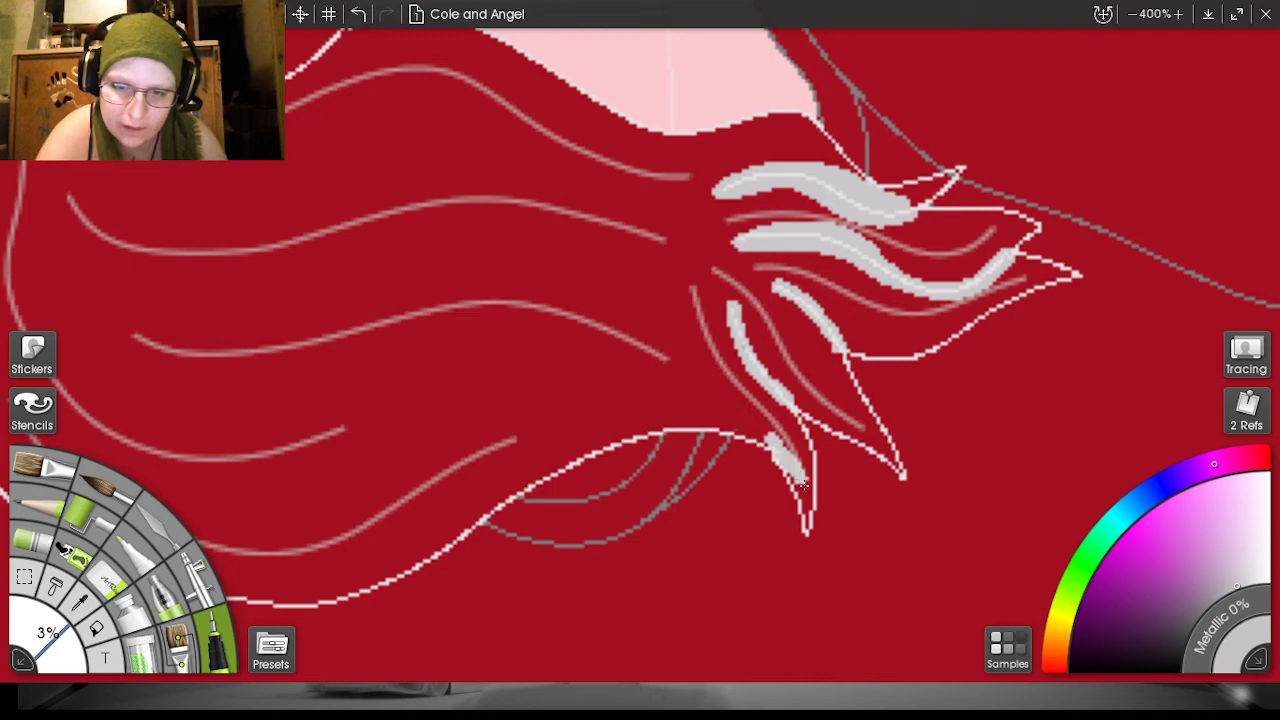 Cole and Angel
400%
Stickers
Stencils
Tracing
2 Refs
3%
T
Presets
Samples
Metallic 0%